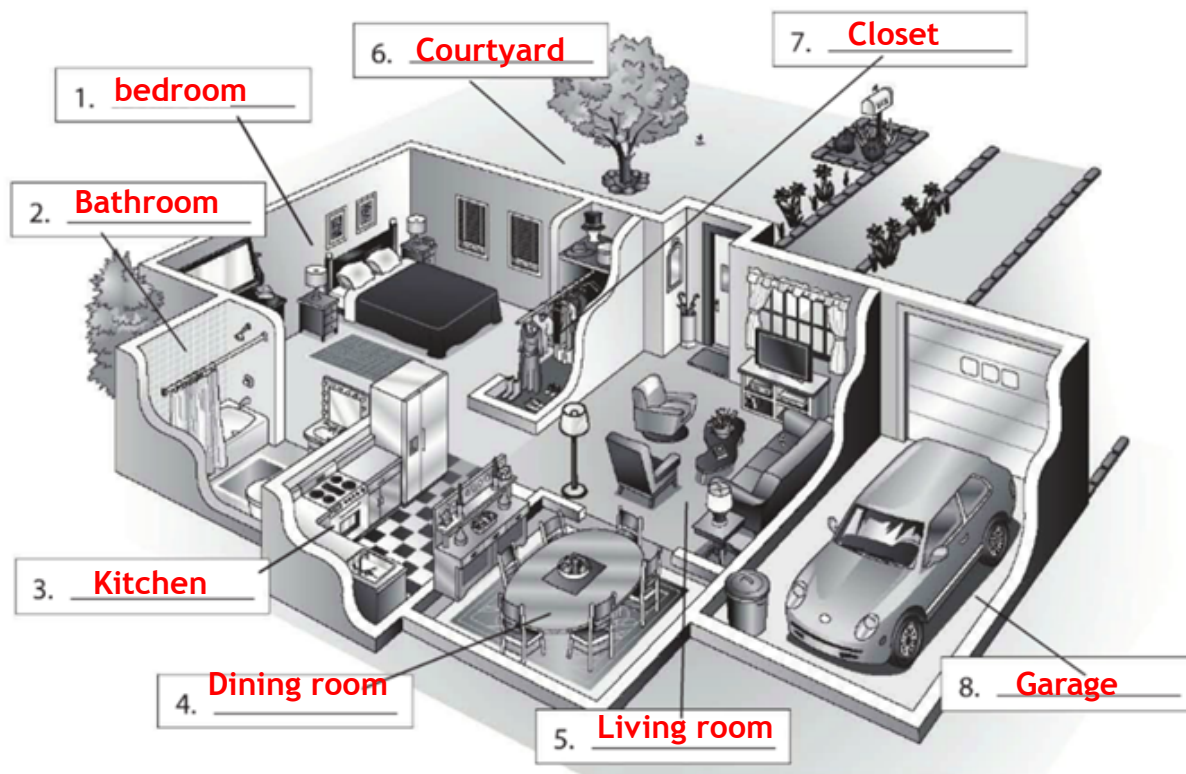 1. bedroom
2. Bathroom
3. Kitchen
4. Dining room
5. Living room
6. Courtyard
7. Closet
8. Garage